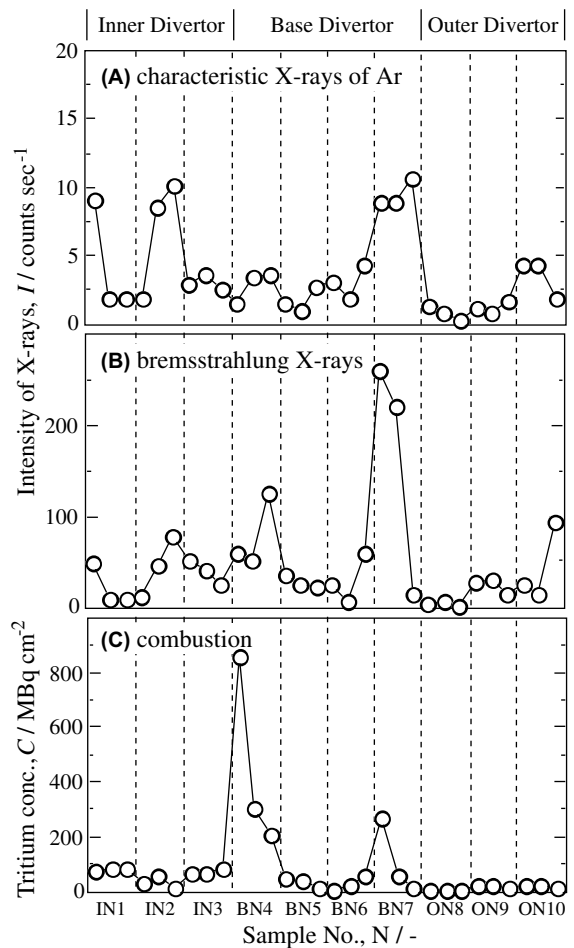 Inner Divertor Base Divertor Outer Divertor
20
(A) characteristic X-rays of Ar
15
10
5
0
Intensity of X-rays, I / counts sec⁻¹
(B) bremsstrahlung X-rays
200
100
0
(C) combustion
800
600
400
200
0
Tritium conc., C / MBq cm⁻²
IN1 IN2 IN3 BN4 BN5 BN6 BN7 ON8 ON9 ON10
Sample No., N / -